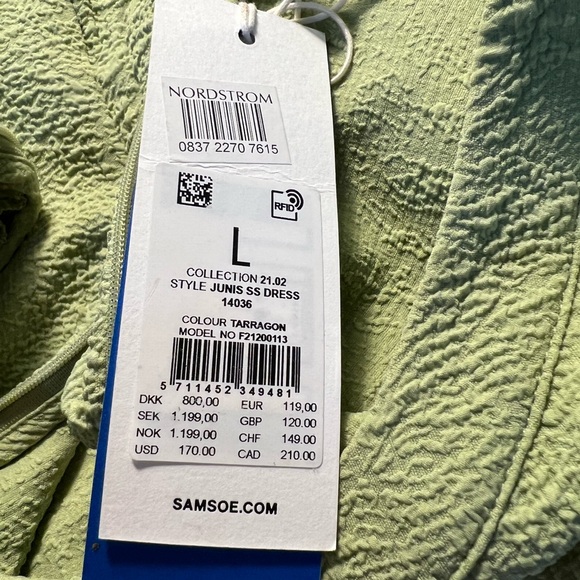 NORDSTROM
0837 2270 7615
RFID
L
COLLECTION 21.02
STYLE JUNIS SS DRESS
14036
COLOUR TARRAGON
MODEL NO F21200113
5 711452 349481
DKK 800,00 EUR 119,00
SEK 1.199,00 GBP 120.00
NOK 1.199,00 CHF 149.00
USD 170.00 CAD 210.00
SAMSOE.COM